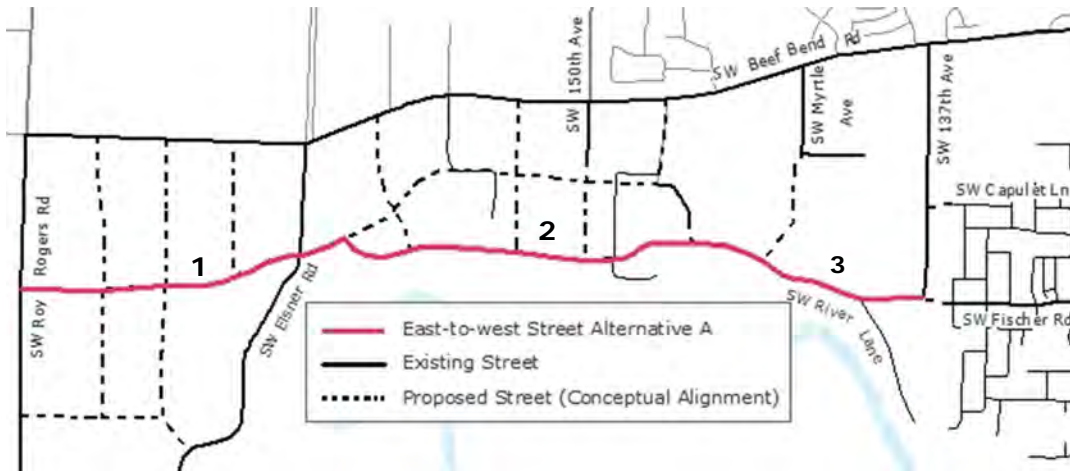 SW Beef Bend Rd
SW 150th Ave
SW Myrtle
Ave
SW 137th Ave
SW Capulet Ln
SW Roy Rogers Rd
1
2
3
SW Elsner Rd
SW River Lane
SW Fischer Rd
East-to-west Street Alternative A
Existing Street
Proposed Street (Conceptual Alignment)